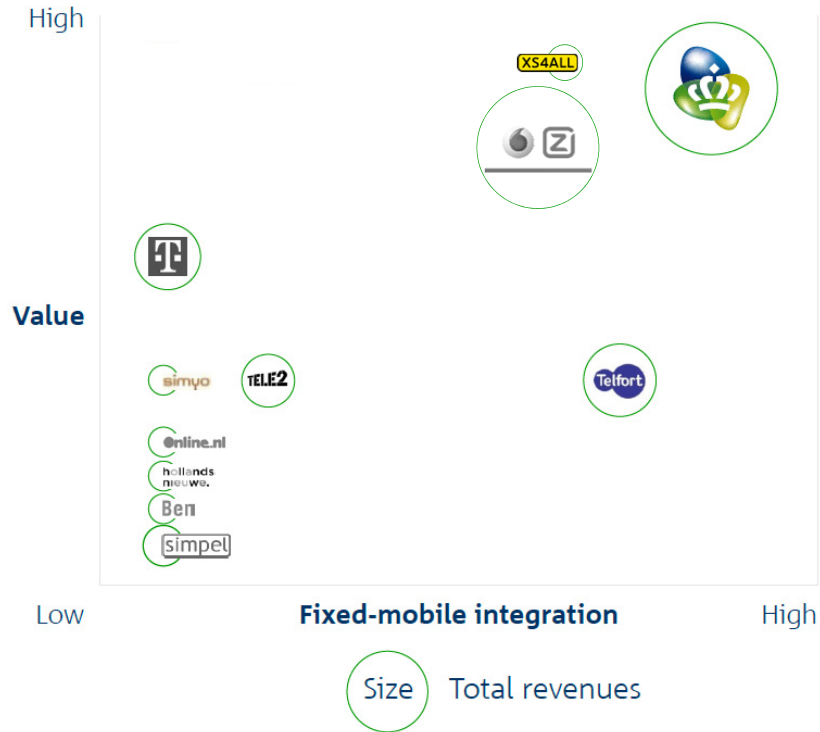 High
XS4ALL
Z
T
Value
simyo
TELE2
Telfort
Online.nl
hollands
nieuwe.
Ben
simpel
Low
Fixed-mobile integration
High
Size
Total revenues